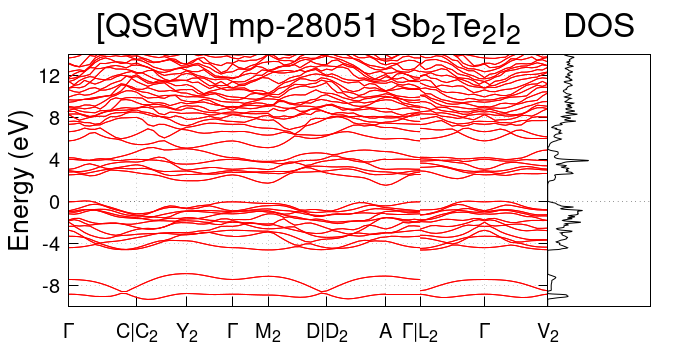 [QSGW] mp-28051 Sb₂Te₂I₂ DOS
Energy (eV)
12
8
4
0
-4
-8
Γ C|C₂ Y₂ Γ M₂ D|D₂ A Γ|L₂ Γ V₂